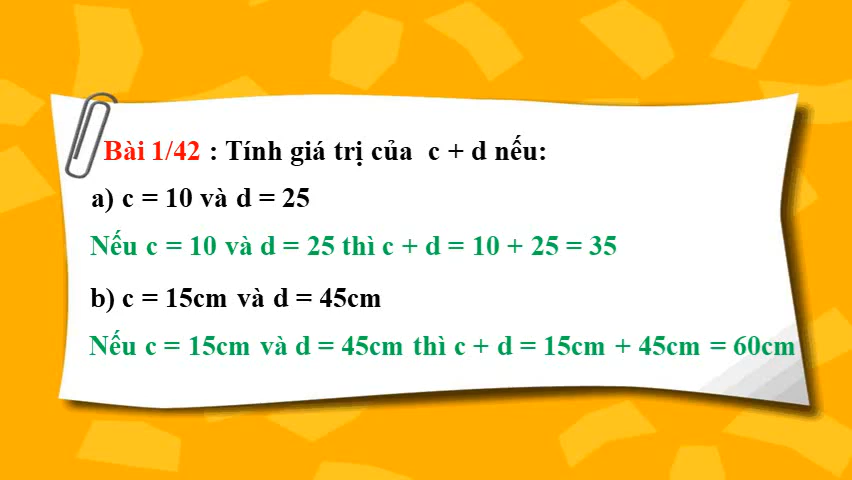 Bài 1/42 : Tính giá trị của c + d nếu:
a) c = 10 và d = 25
Nếu c = 10 và d = 25 thì c + d = 10 + 25 = 35
b) c = 15cm và d = 45cm
Nếu c = 15cm và d = 45cm thì c + d = 15cm + 45cm = 60cm